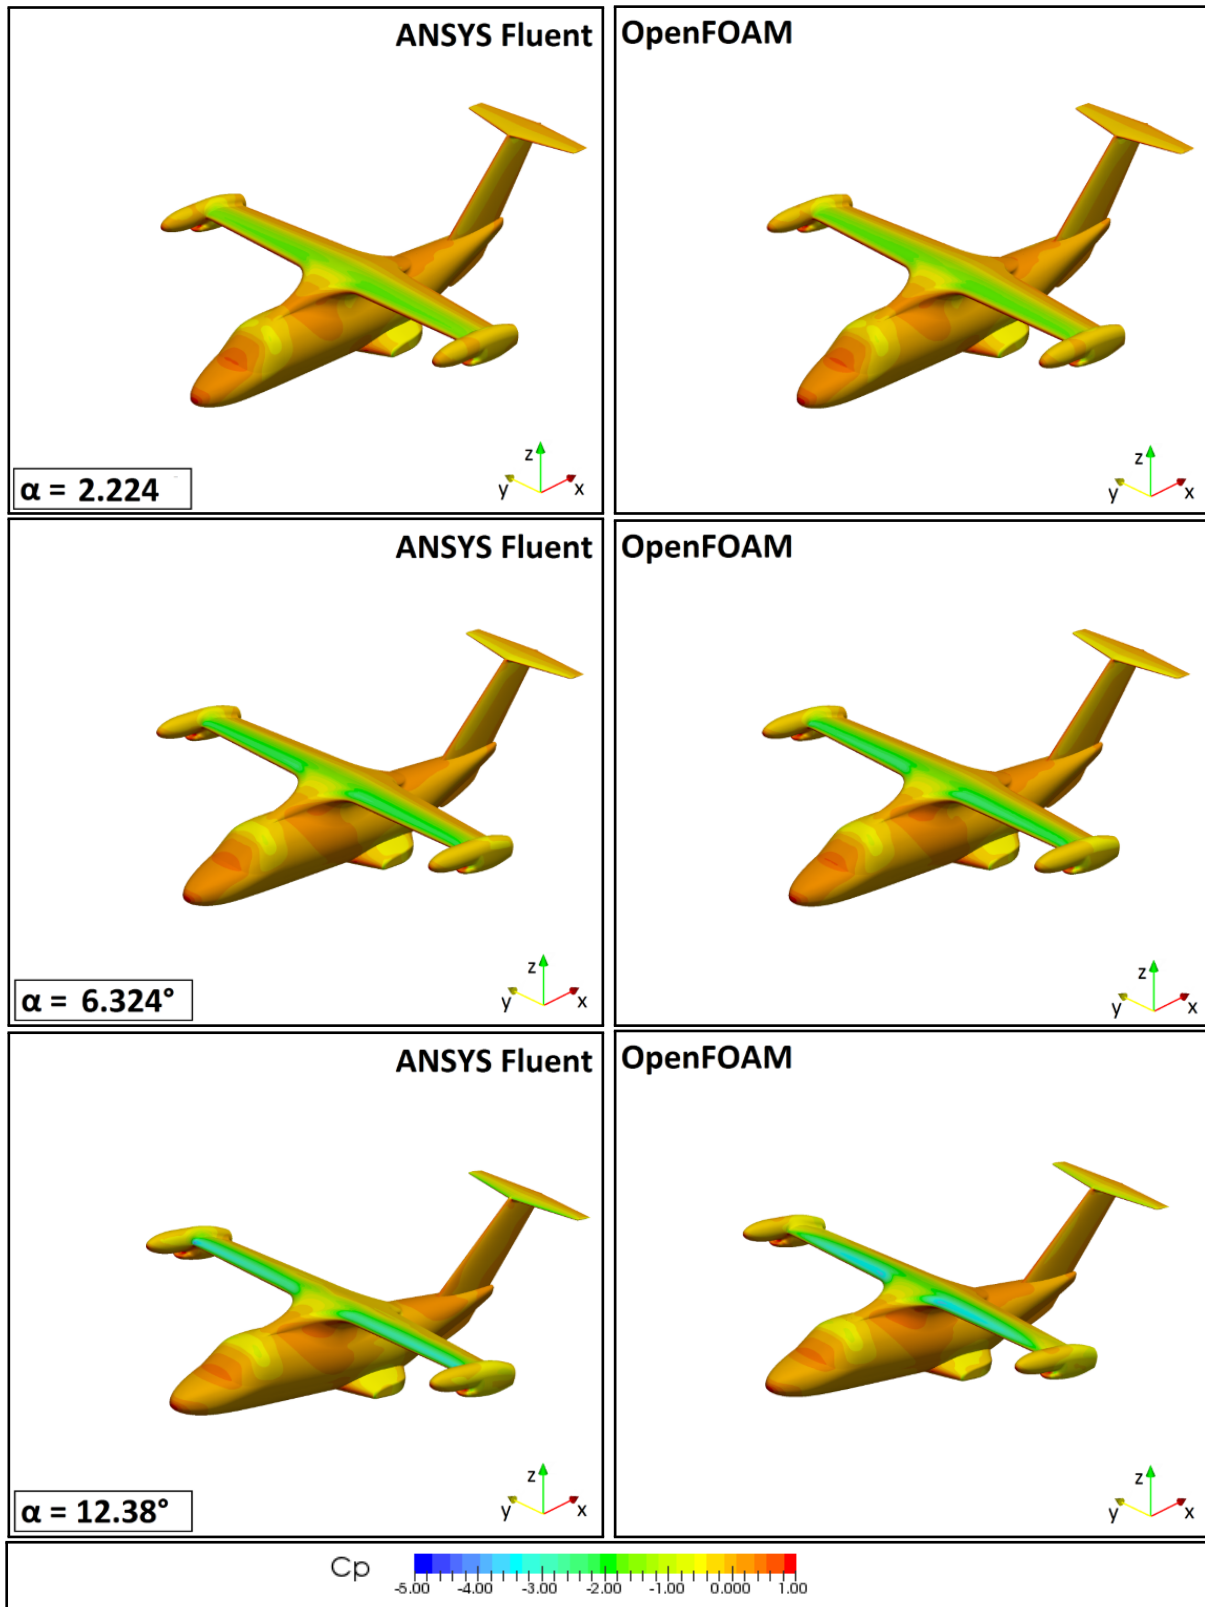 ANSYS Fluent
OpenFOAM
z
y
x
z
y
x
α = 2.224
ANSYS Fluent
OpenFOAM
z
y
x
z
y
x
α = 6.324°
ANSYS Fluent
OpenFOAM
z
y
x
z
y
x
α = 12.38°
Cp
-5.00 -4.00 -3.00 -2.00 -1.00 0.000 1.00